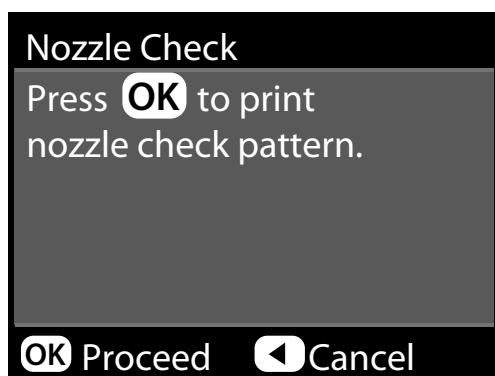 Nozzle Check
Press OK to print
nozzle check pattern.
OK Proceed Cancel